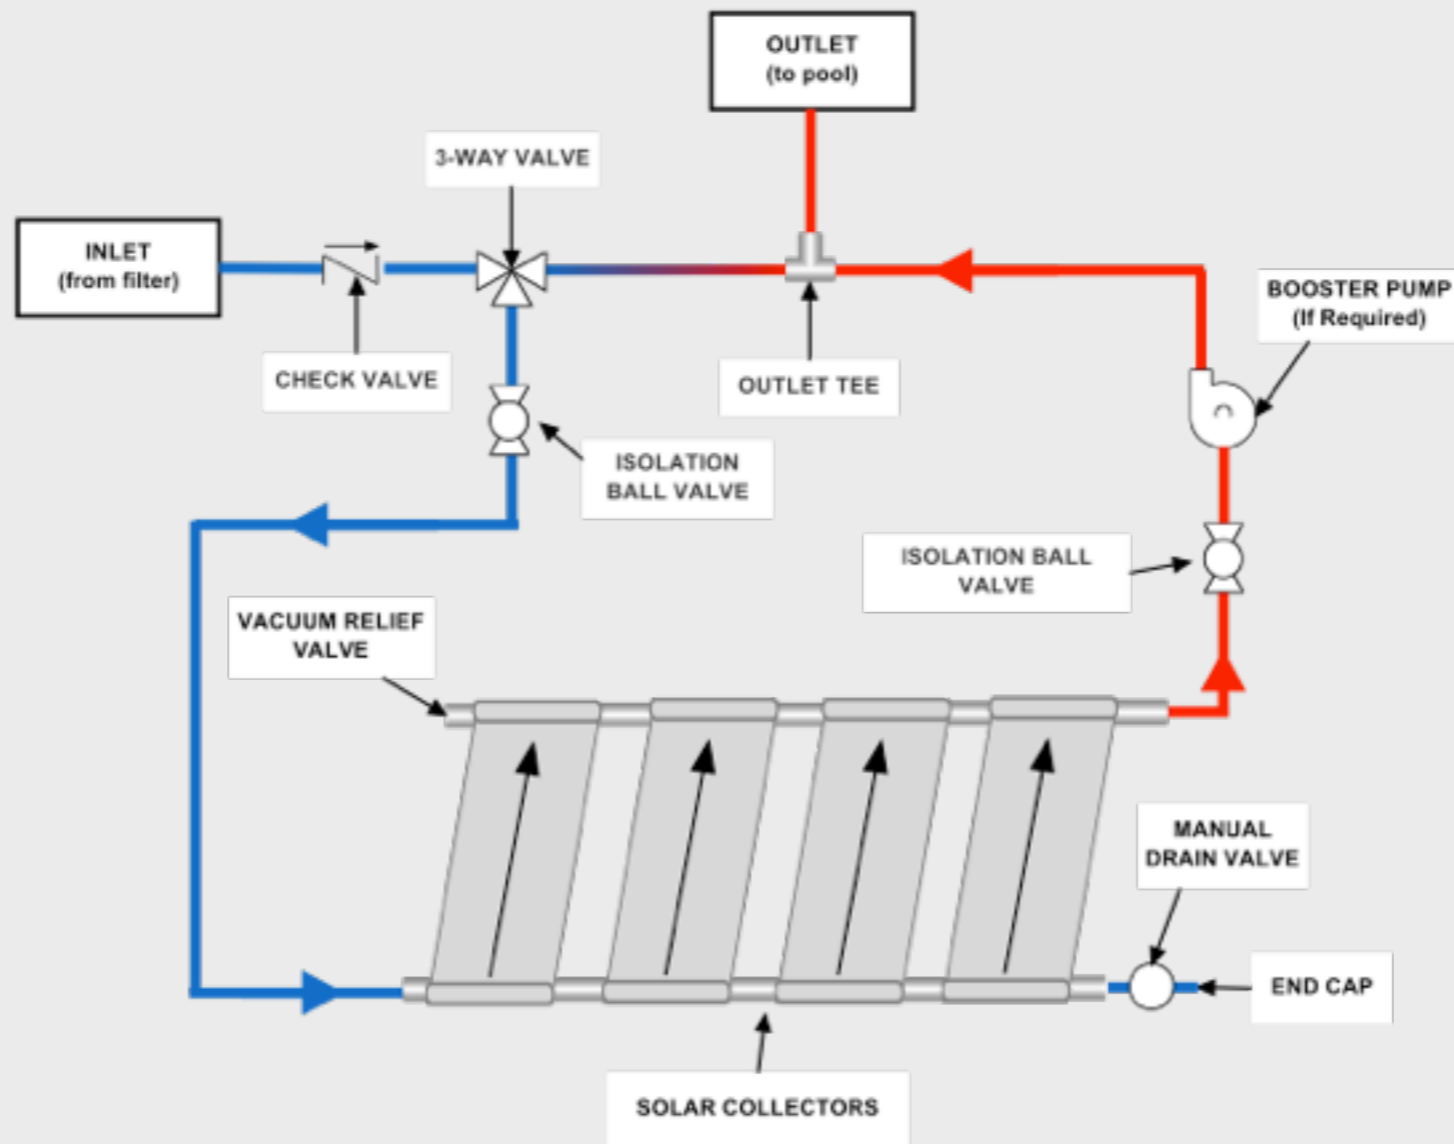 OUTLET
(to pool)
3-WAY VALVE
INLET
(from filter)
BOOSTER PUMP
(If Required)
CHECK VALVE
OUTLET TEE
ISOLATION
BALL VALVE
ISOLATION BALL
VALVE
VACUUM RELIEF
VALVE
MANUAL
DRAIN VALVE
END CAP
SOLAR COLLECTORS